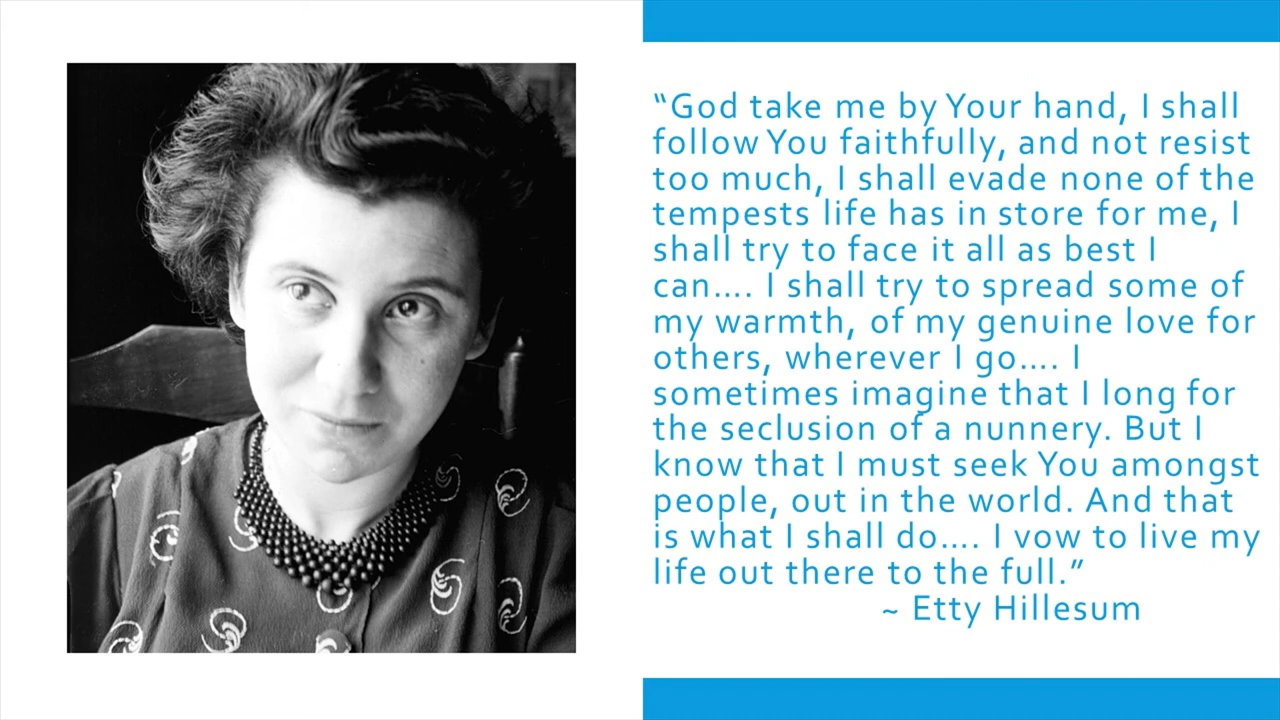 “God take me by Your hand, I shall
follow You faithfully, and not resist
too much, I shall evade none of the
tempests life has in store for me, I
shall try to face it all as best I
can.... I shall try to spread some of
my warmth, of my genuine love for
others, wherever I go.... I
sometimes imagine that I long for
the seclusion of a nunnery. But I
know that I must seek You amongst
people, out in the world. And that
is what I shall do.... I vow to live my
life out there to the full.”
~ Etty Hillesum